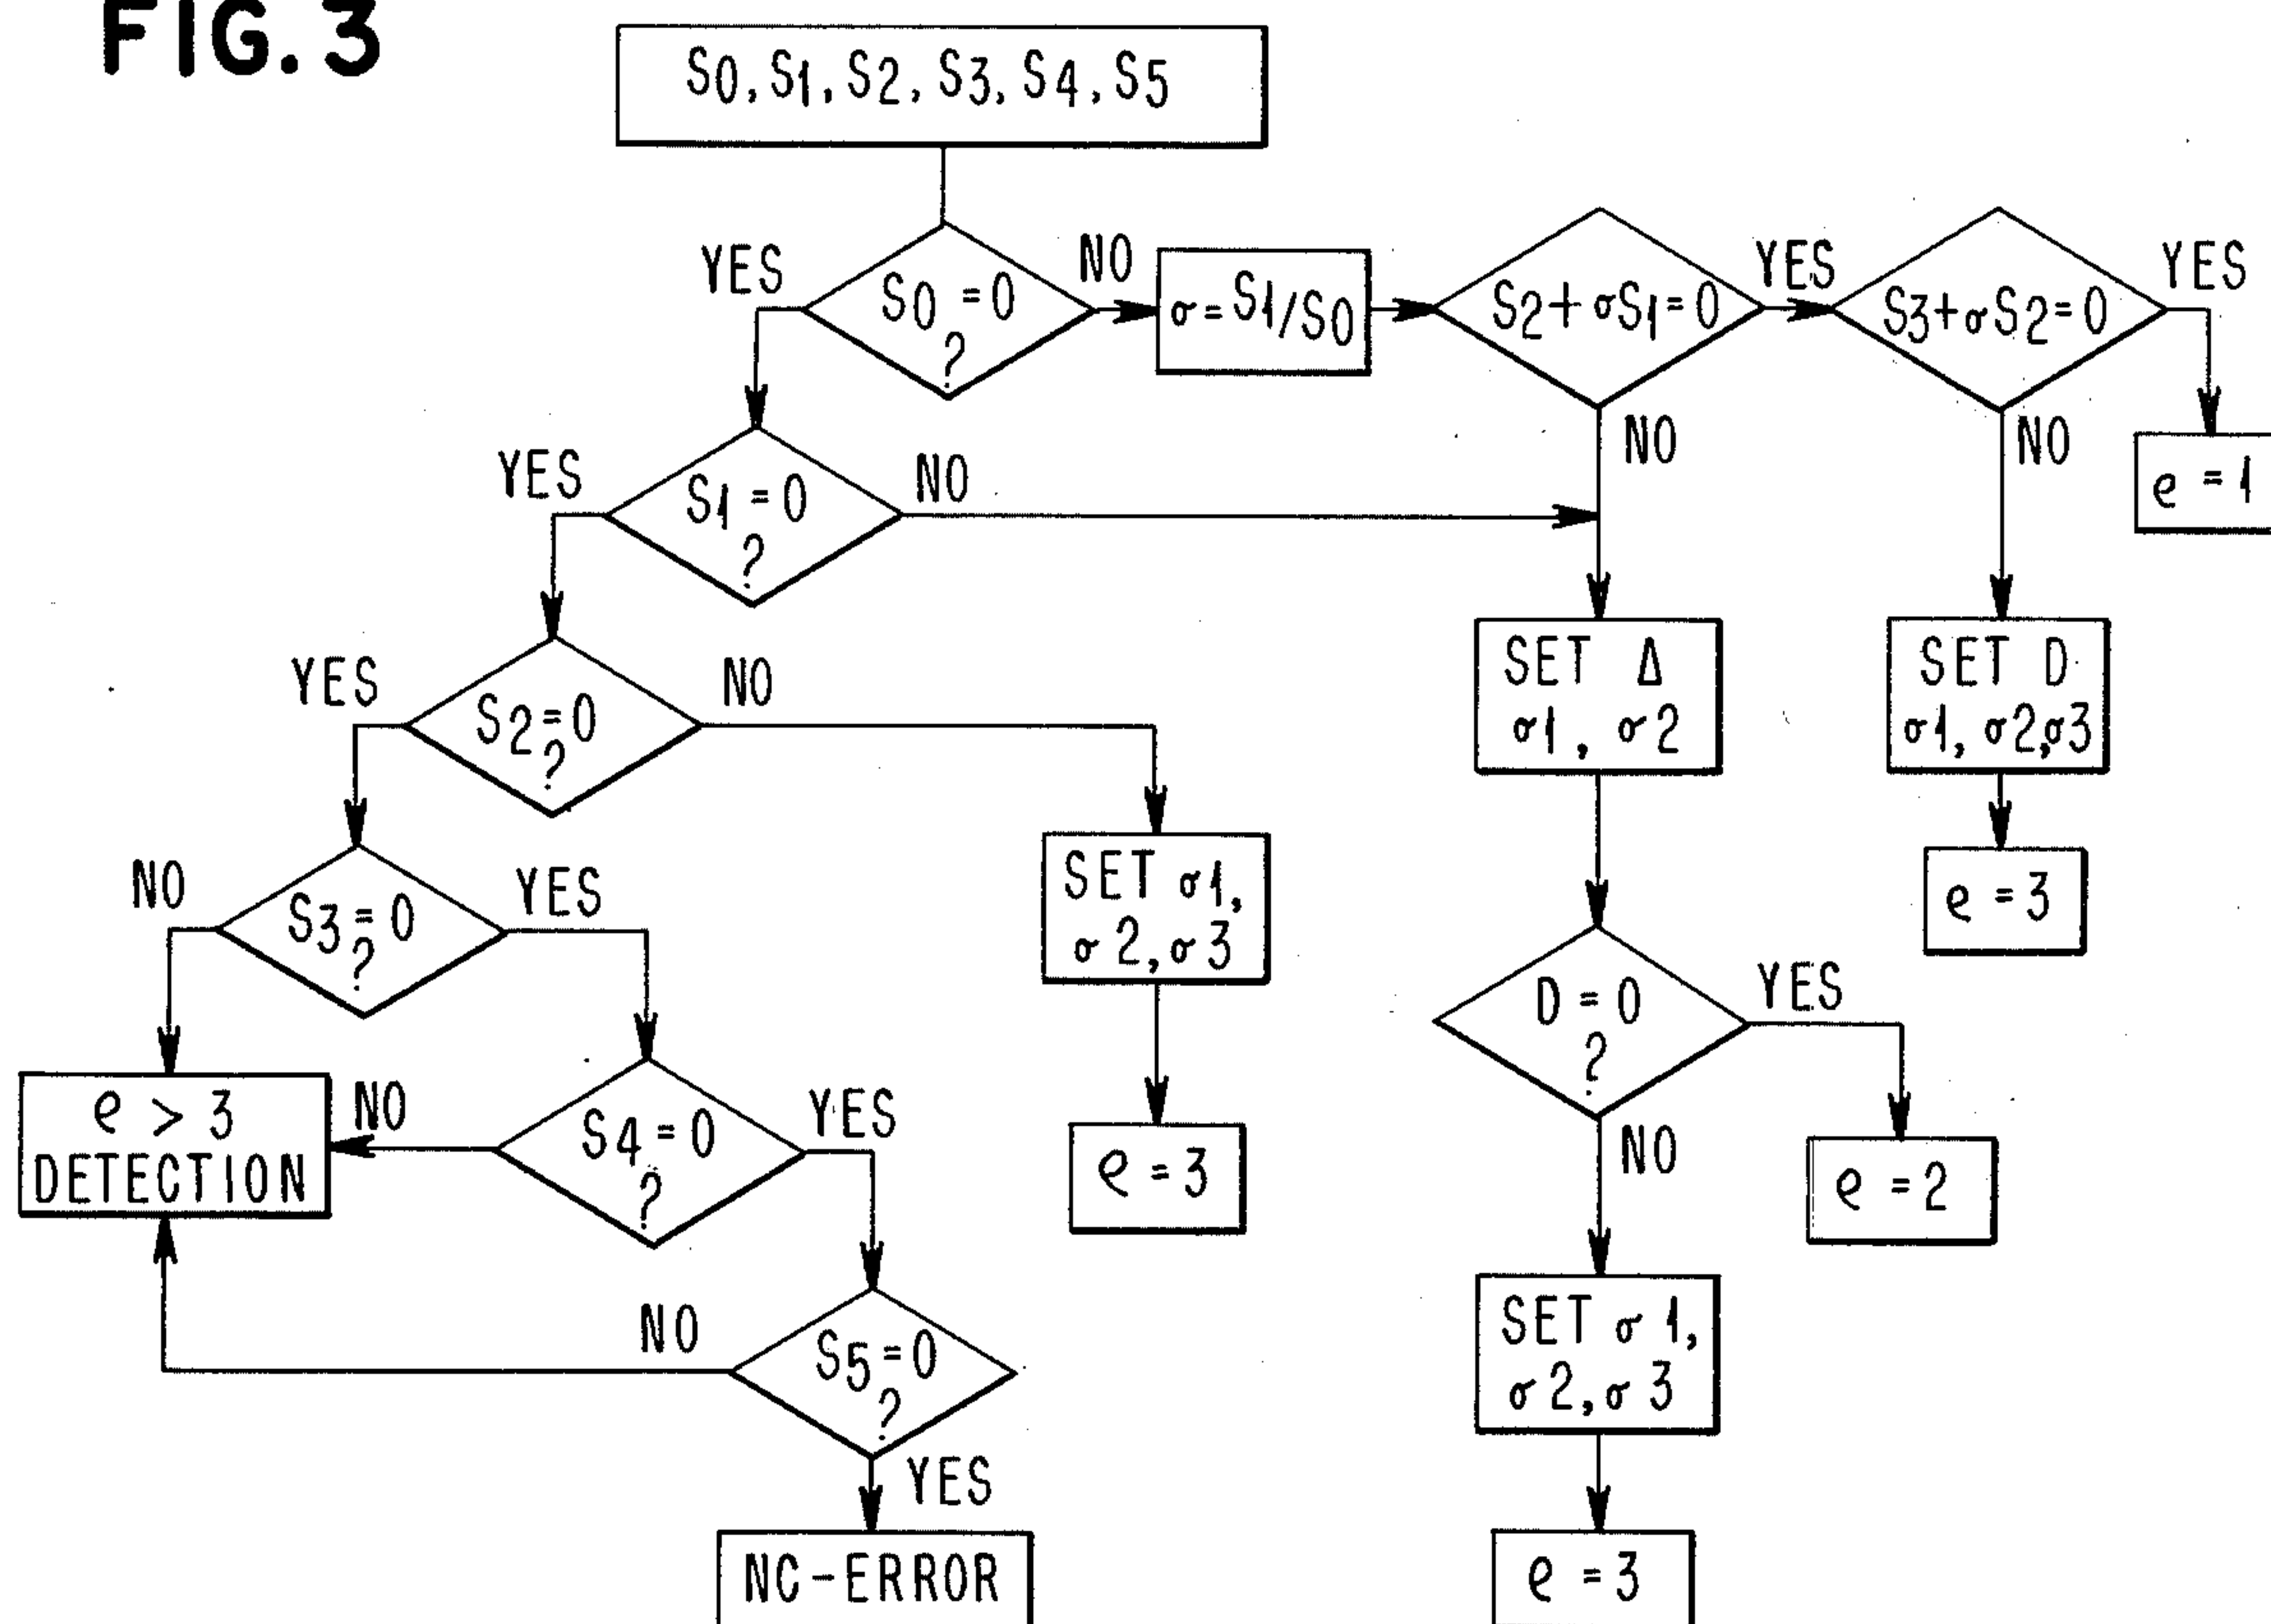 FIG. 3
S0, S1, S2, S3, S4, S5
YES
S0 = 0
?
NO
σ = S1/S0
S2 + σS1 = 0
YES
S3 + σS2 = 0
YES
NO
NO
e = 1
YES
S1 = 0
?
NO
YES
S2 = 0
?
NO
SET Δ
σ1, σ2
SET D
σ1, σ2, σ3
NO
S3 = 0
?
YES
SET σ1,
σ2, σ3
e = 3
D = 0
?
YES
e > 3
DETECTION
NO
S4 = 0
?
YES
e = 3
NO
e = 2
NO
S5 = 0
?
SET σ1,
σ2, σ3
YES
NC-ERROR
e = 3